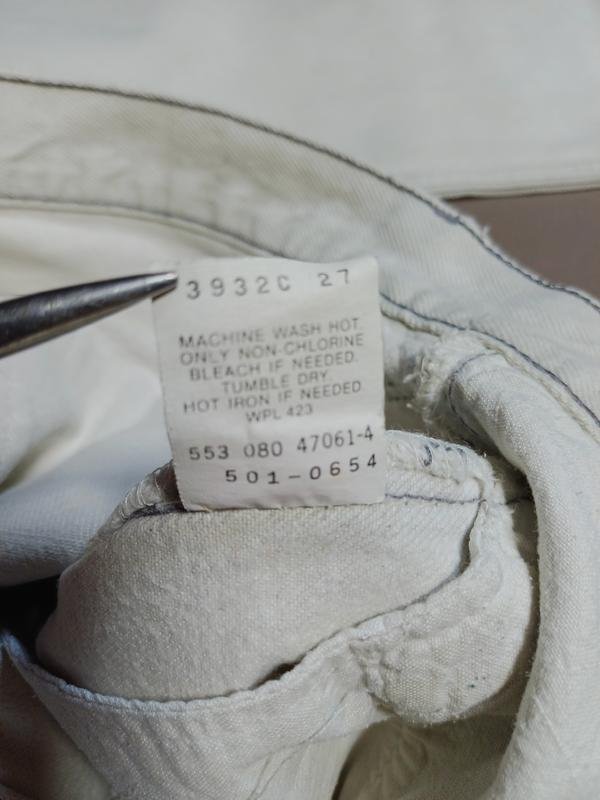 3932C 27
MACHINE WASH HOT.
ONLY NON-CHLORINE
BLEACH IF NEEDED.
TUMBLE DRY.
HOT IRON IF NEEDED.
WPL 423
553 080 47061-4
501-0654